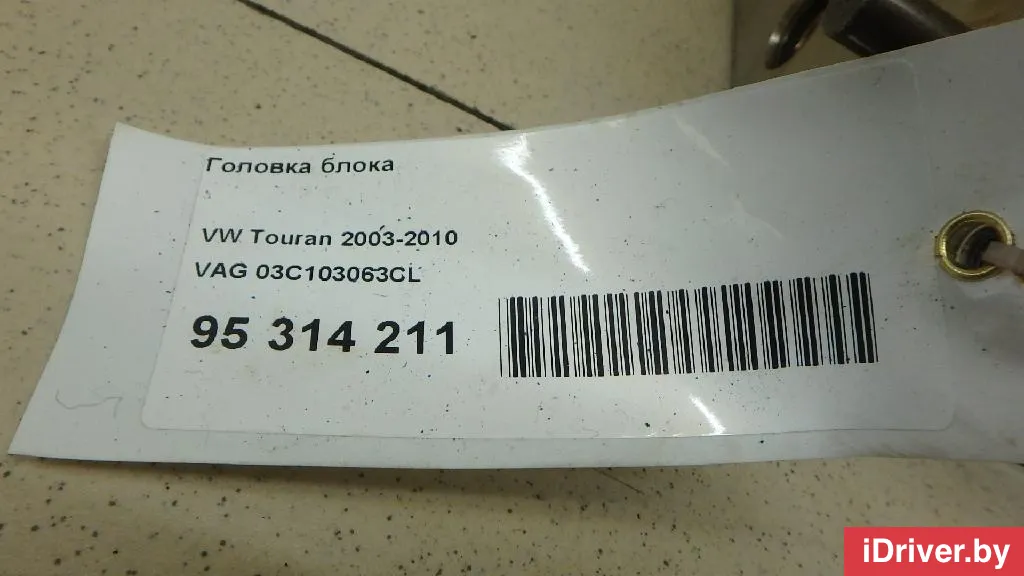 Головка блока
VW Touran 2003-2010
VAG 03C103063CL
95 314 211
iDriver.by